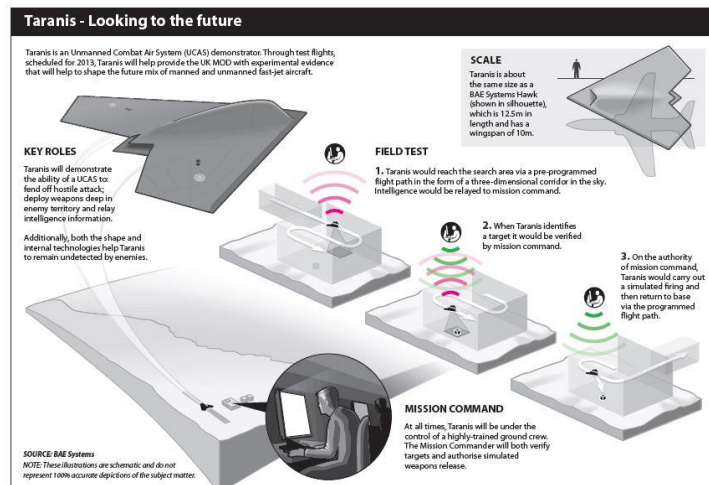 Taranis - Looking to the future
Taranis is an Unmanned Combat Air System (UCAS) demonstrator. Through test flights,
scheduled for 2013, Taranis will help provide the UK MOD with experimental evidence
that will help to shape the future mix of manned and unmanned fast-jet aircraft.
SCALE
Taranis is about
the same size as a
BAE Systems Hawk
(shown in silhouette),
which is 12.5m in
length and has a
wingspan of 10m.
KEY ROLES
Taranis will demonstrate
the ability of a UCAS to:
fend off hostile attack;
deploy weapons deep in
enemy territory and relay
intelligence information.
Additionally, both the shape and
internal technologies help Taranis
to remain undetected by enemies.
FIELD TEST
1. Taranis would reach the search area via a pre-programmed
flight path in the form of a three-dimensional corridor in the sky.
Intelligence would be relayed to mission command.
2. When Taranis identifies
a target it would be verified
by mission command.
3. On the authority
of mission command,
Taranis would carry out
a simulated firing and
then return to base
via the programmed
flight path.
MISSION COMMAND
At all times, Taranis will be under the
control of a highly-trained ground crew.
The Mission Commander will both verify
targets and authorise simulated
weapons release.
SOURCE: BAE Systems
NOTE: These illustrations are schematic and do not
represent 100% accurate depictions of the subject matter.